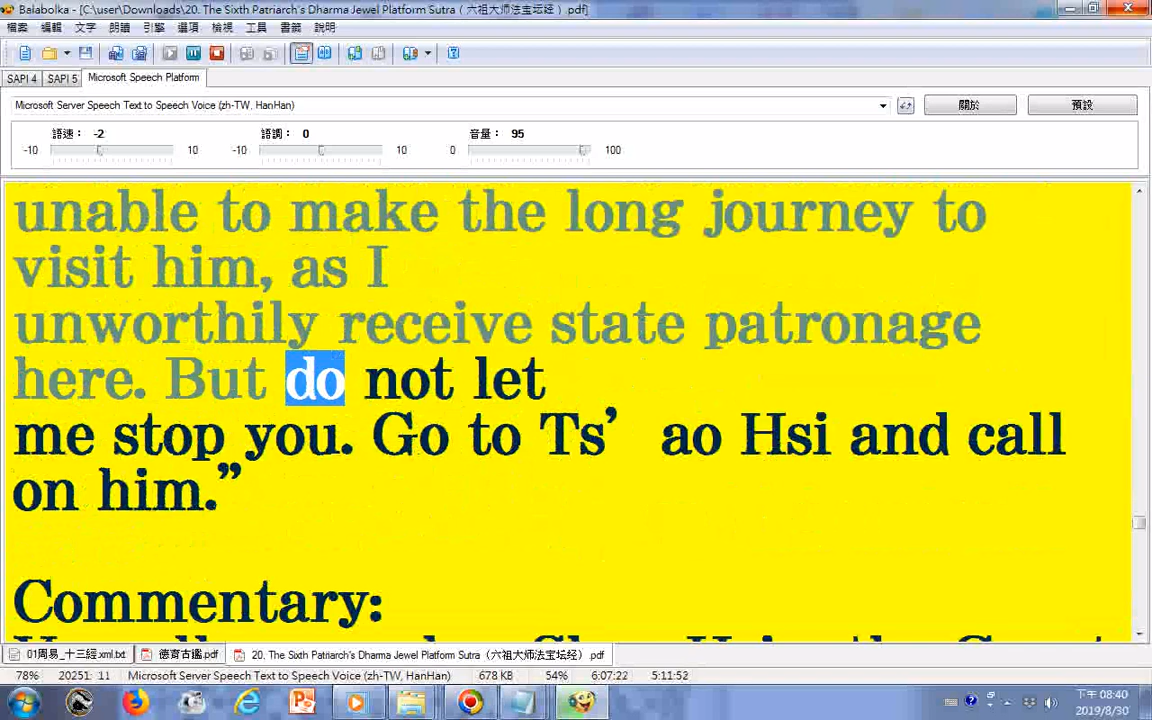 Balabolka - [C:\user\Downloads\20. The Sixth Patriarch's Dharma Jewel Platform Sutra（六祖大师法宝坛经）.pdf]
檔案 編輯 文字 朗讀 引擎 選項 檢視 工具 書籤 說明
SAPI 4 SAPI 5 Microsoft Speech Platform
Microsoft Server Speech Text to Speech Voice (zh-TW, HanHan) 關於 預設
語速： -2 語調： 0 音量： 95
-10 10 -10 10 0 100
unable to make the long journey to
visit him, as I
unworthily receive state patronage
here. But do not let
me stop you. Go to Ts’ ao Hsi and call
on him.”
Commentary:
01周易_十三經.xml.txt 德育古鑑.pdf 20. The Sixth Patriarch's Dharma Jewel Platform Sutra（六祖大师法宝坛经）.pdf
78% 20251: 11 Microsoft Server Speech Text to Speech Voice (zh-TW, HanHan) 678 KB 54% 6:07:22 5:11:52
下午 08:40
2019/8/30